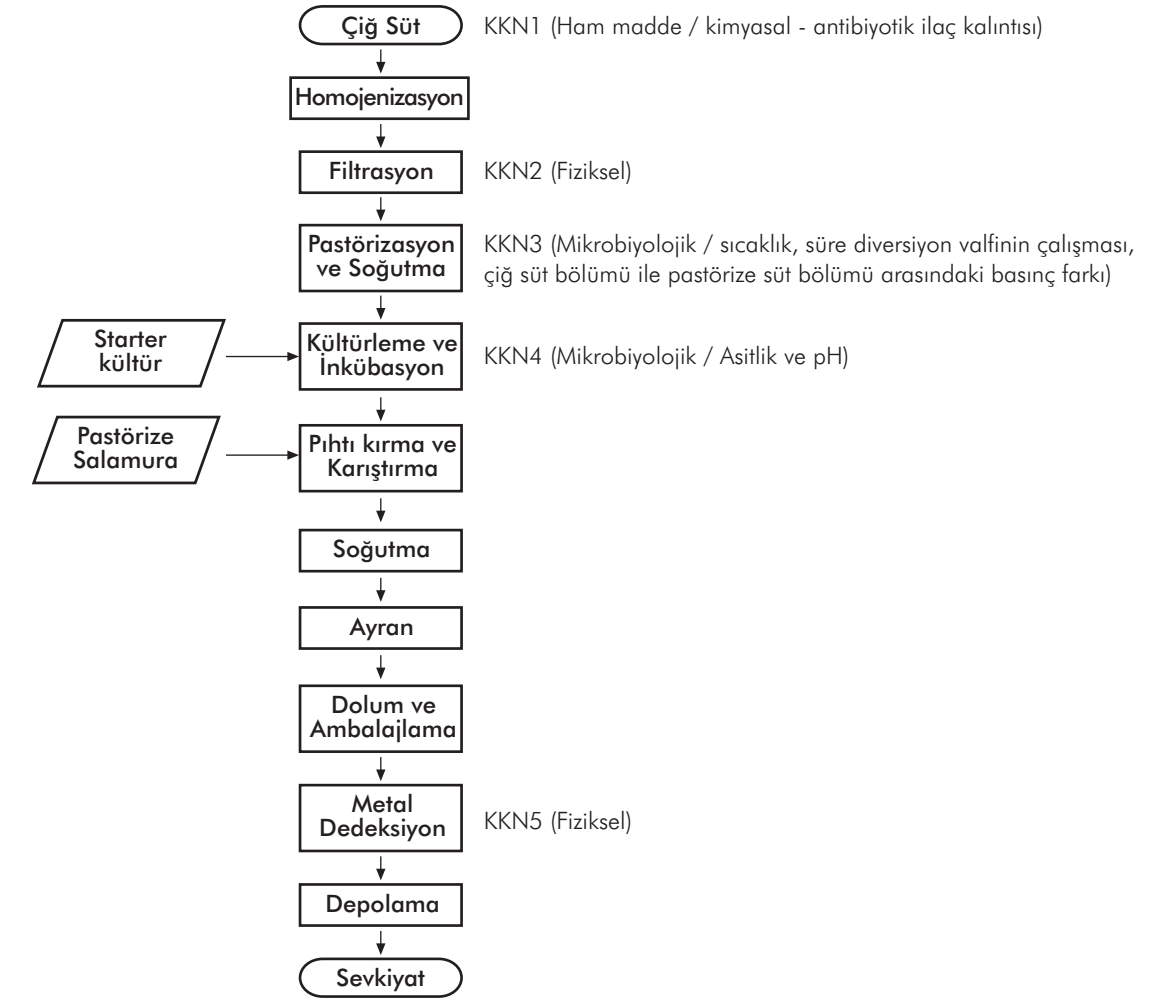 Çiğ Süt
KKN1 (Ham madde / kimyasal - antibiyotik ilaç kalıntısı)
Homojenizasyon
Filtrasyon
KKN2 (Fiziksel)
Pastörizasyon
ve Soğutma
KKN3 (Mikrobiyolojik / sıcaklık, süre diversiyon valfinin çalışması,
çiğ süt bölümü ile pastörize süt bölümü arasındaki basınç farkı)
Starter
kültür
Kültürleme ve
İnkübasyon
KKN4 (Mikrobiyolojik / Asitlik ve pH)
Pastörize
Salamura
Pıhtı kırma ve
Karıştırma
Soğutma
Ayran
Dolum ve
Ambalajlama
Metal
Dedeksiyon
KKN5 (Fiziksel)
Depolama
Sevkiyat